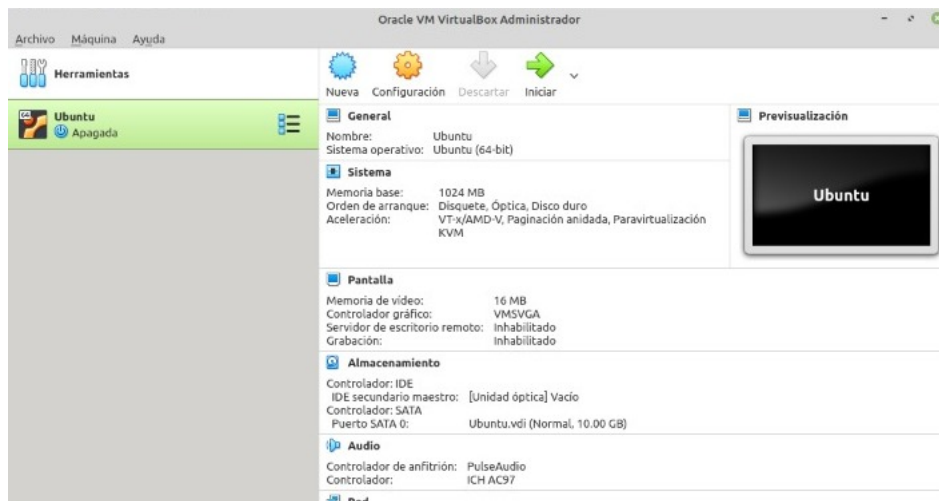 Oracle VM VirtualBox Administrador
Archivo Máquina Ayuda
Herramientas
Nueva Configuración Descartar Iniciar
64
Ubuntu
Apagada
General
Nombre: Ubuntu
Sistema operativo: Ubuntu (64-bit)
Previsualización
Ubuntu
Sistema
Memoria base: 1024 MB
Orden de arranque: Disquete, Óptica, Disco duro
Aceleración: VT-x/AMD-V, Paginación anidada, Paravirtualización
KVM
Pantalla
Memoria de vídeo: 16 MB
Controlador gráfico: VMSVGA
Servidor de escritorio remoto: Inhabilitado
Grabación: Inhabilitado
Almacenamiento
Controlador: IDE
IDE secundario maestro: [Unidad óptica] Vacío
Controlador: SATA
Puerto SATA 0: Ubuntu.vdi (Normal, 10.00 GB)
Audio
Controlador de anfitrión: PulseAudio
Controlador: ICH AC97
Red